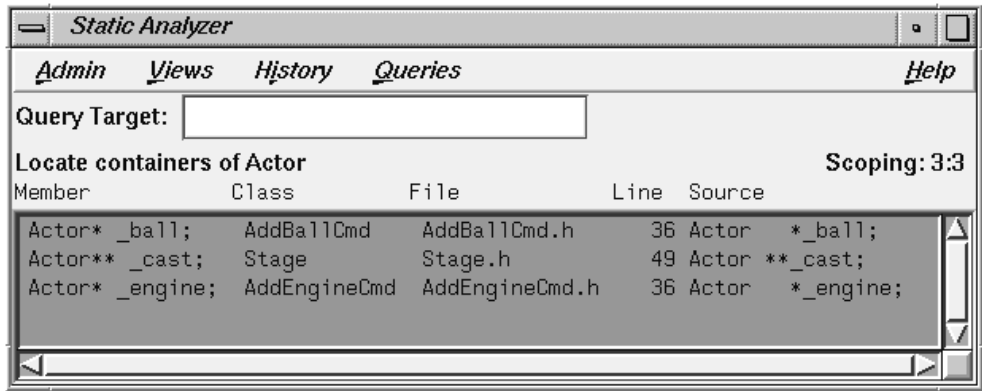 Static Analyzer
Admin Views History Queries Help
Query Target:
Locate containers of Actor Scoping: 3:3
Member Class File Line Source
Actor* _ball; AddBallCmd AddBallCmd.h 36 Actor *_ball;
Actor** _cast; Stage Stage.h 49 Actor **_cast;
Actor* _engine; AddEngineCmd AddEngineCmd.h 36 Actor *_engine;